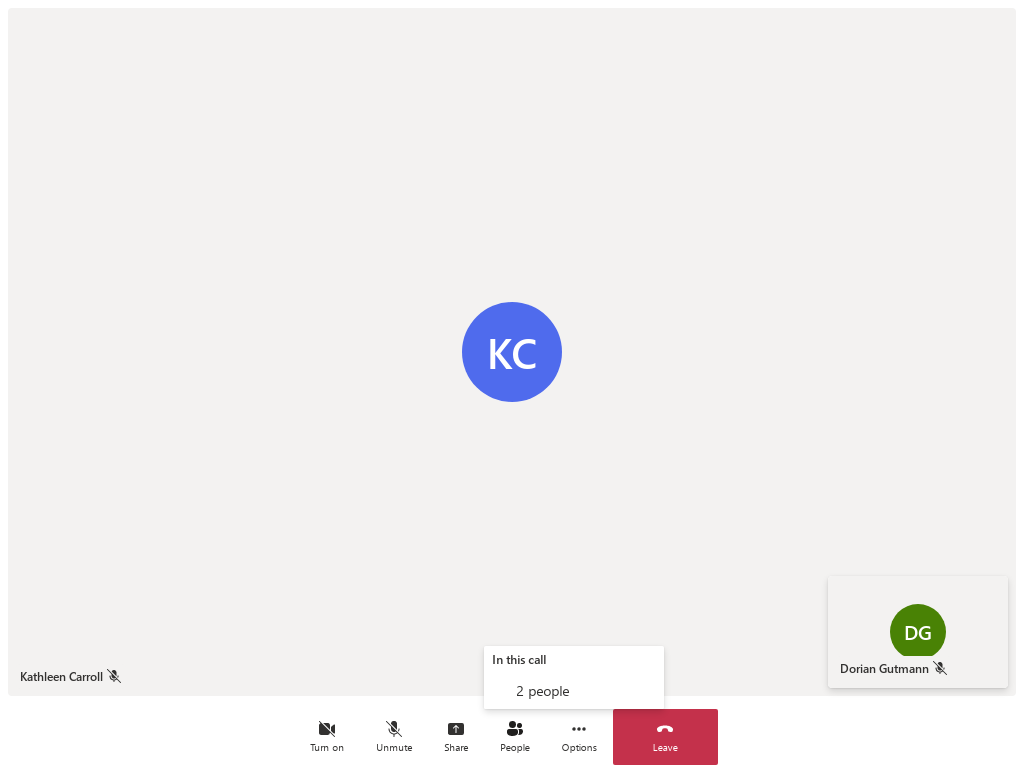 KC
DG
Dorian Gutmann
Kathleen Carroll
In this call
2 people
Turn on
Unmute
Share
People
Options
Leave